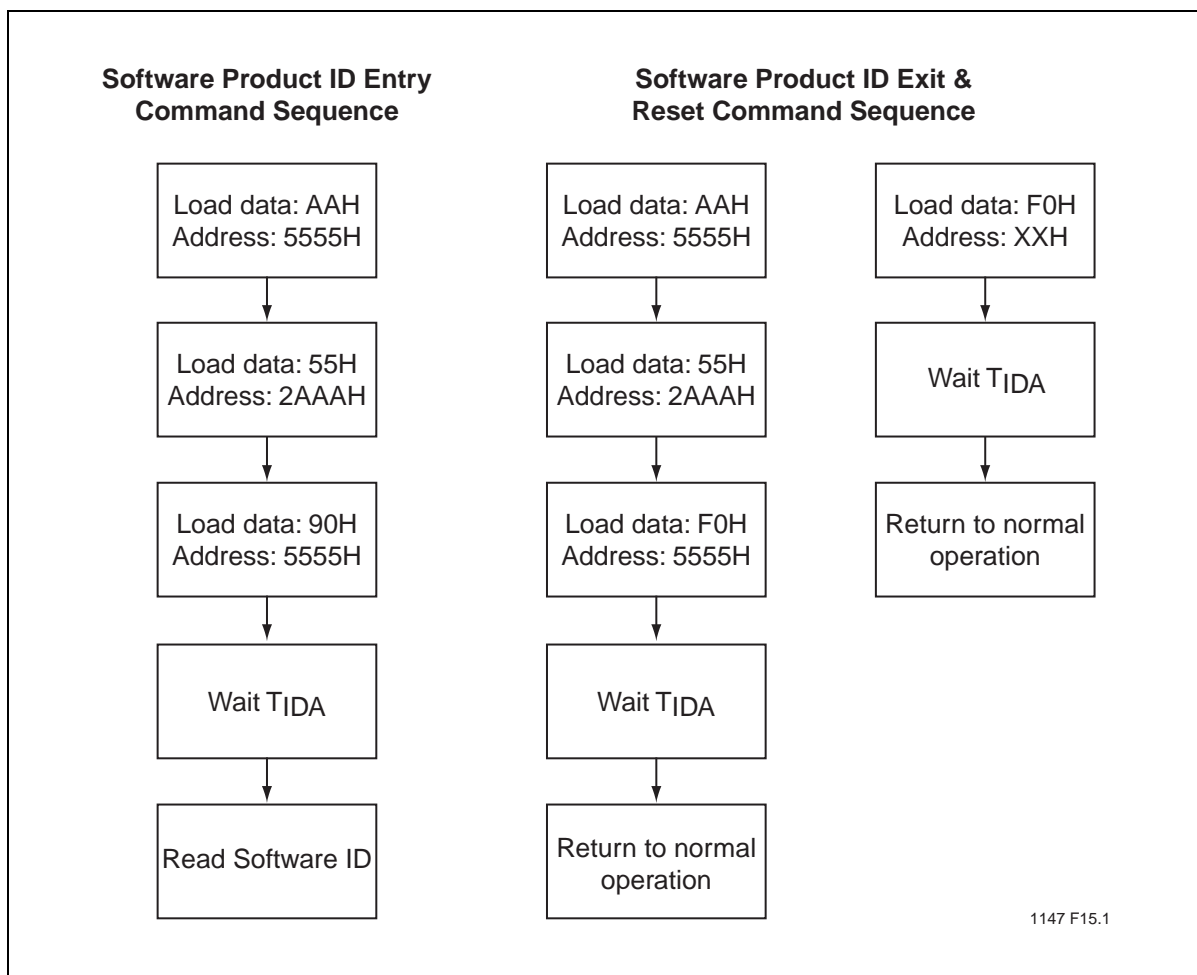 Software Product ID Entry
Command Sequence
Load data: AAH
Address: 5555H
Load data: 55H
Address: 2AAAH
Load data: 90H
Address: 5555H
Wait TIDA
Read Software ID
Software Product ID Exit &
Reset Command Sequence
Load data: AAH
Address: 5555H
Load data: 55H
Address: 2AAAH
Load data: F0H
Address: 5555H
Wait TIDA
Return to normal
operation
Load data: F0H
Address: XXH
Wait TIDA
Return to normal
operation
1147 F15.1